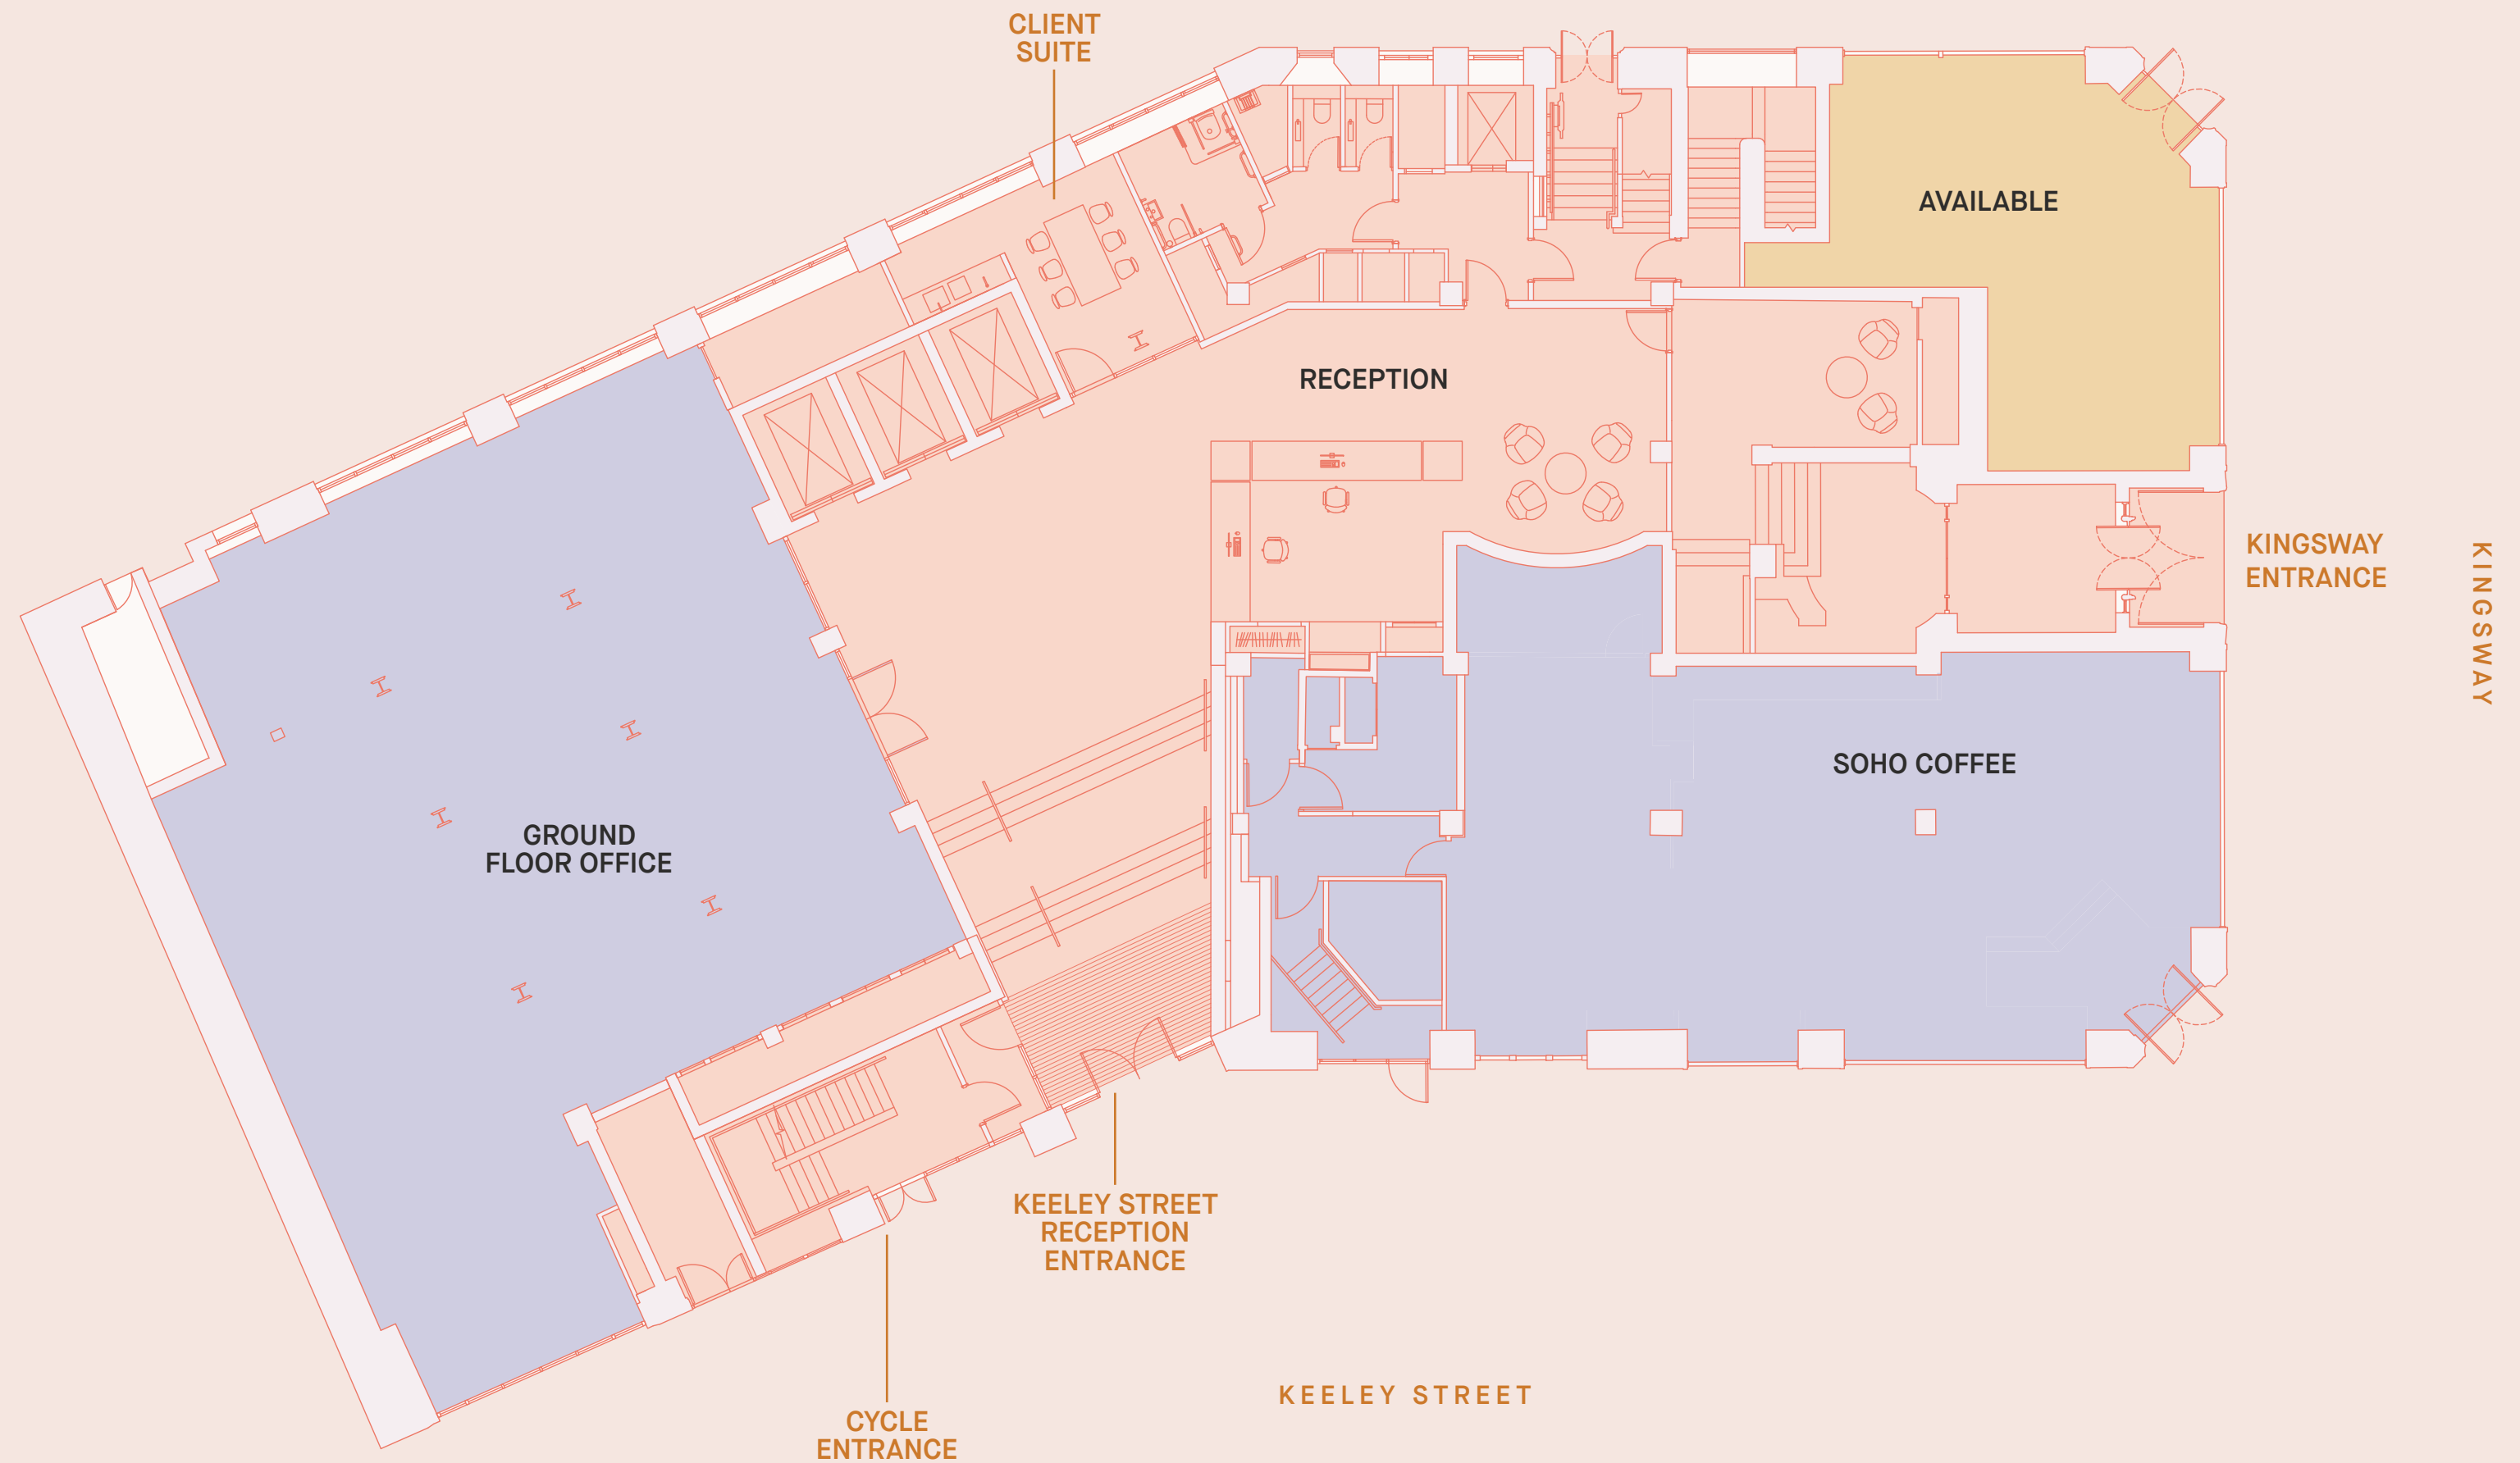 CLIENT
SUITE
AVAILABLE
RECEPTION
KINGSWAY
ENTRANCE
KINGSWAY
SOHO COFFEE
GROUND
FLOOR OFFICE
KEELEY STREET
RECEPTION
ENTRANCE
KEELEY STREET
CYCLE
ENTRANCE